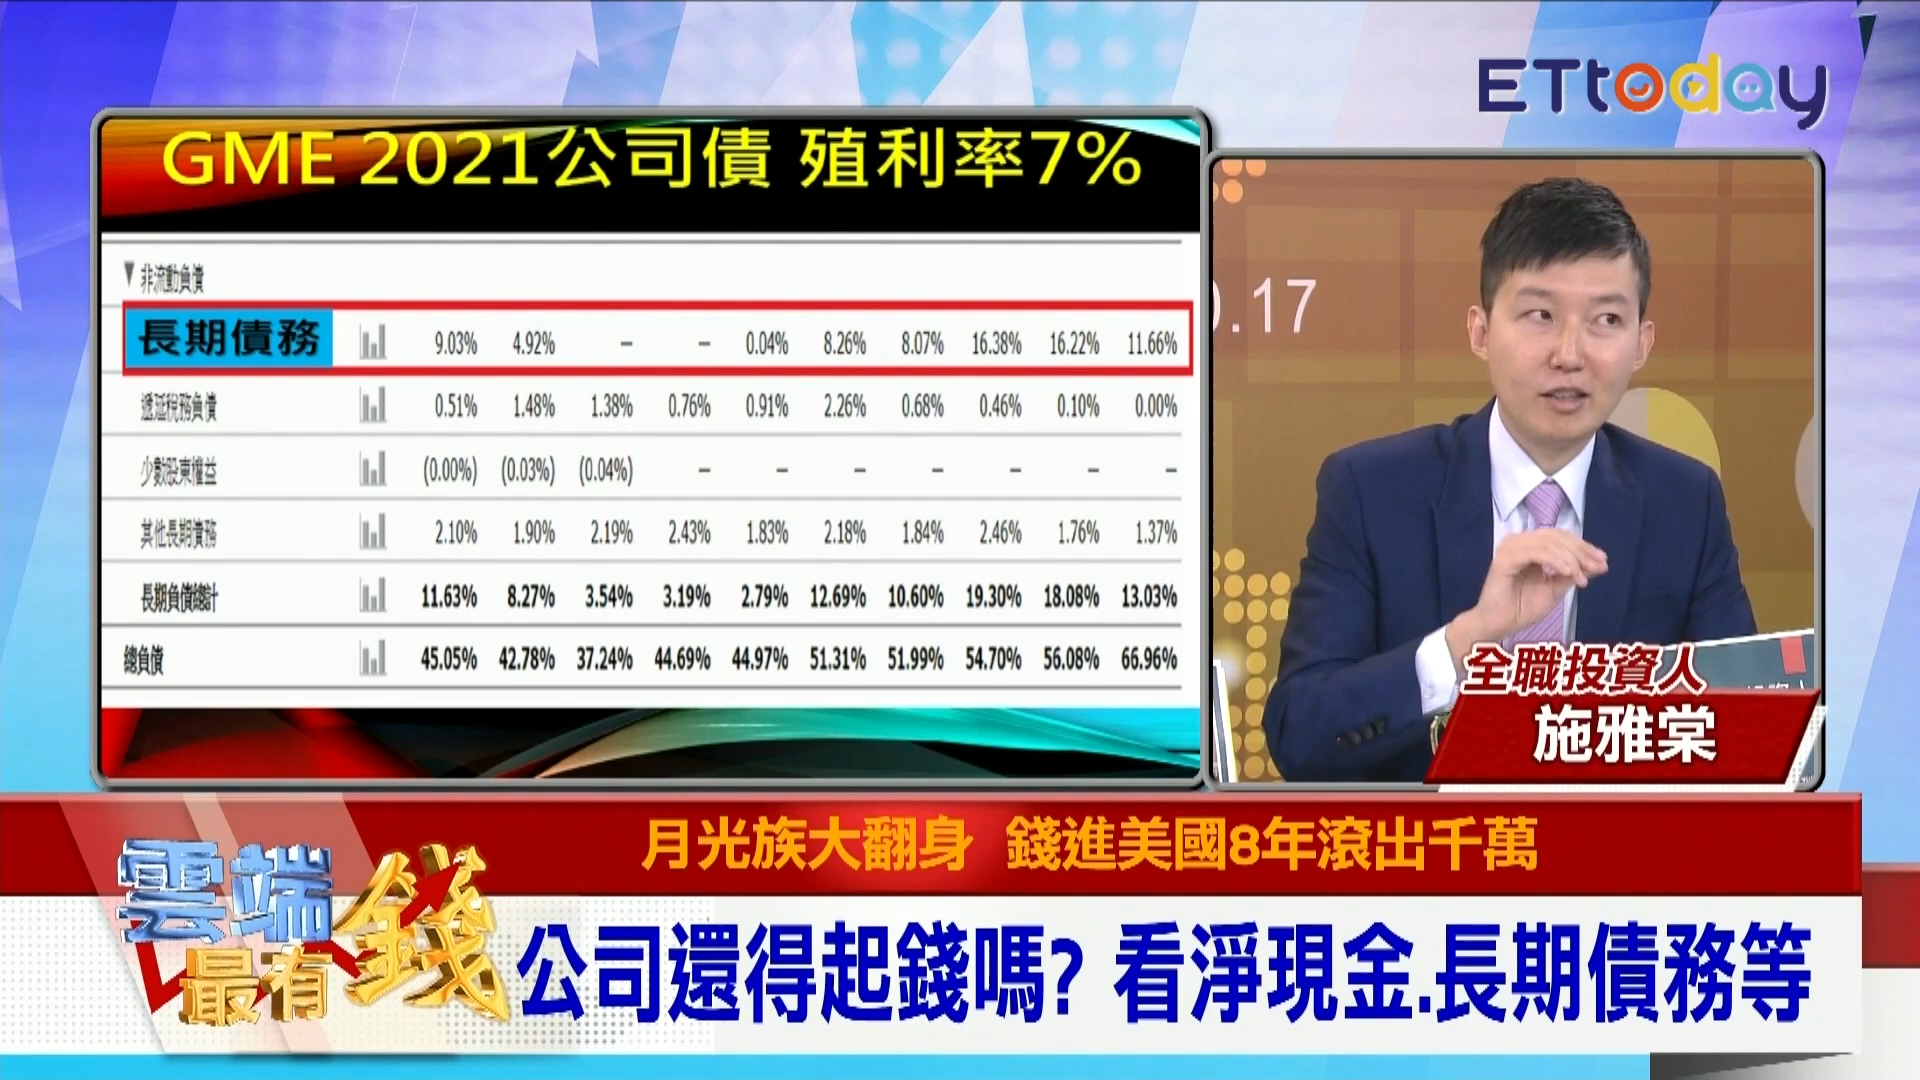 ETtoday
GME 2021公司債 殖利率7%
▼ 非流動負債
長期債務 9.03% 4.92% – – 0.04% 8.26% 8.07% 16.38% 16.22% 11.66%
遞延稅務負債 0.51% 1.48% 1.38% 0.76% 0.91% 2.26% 0.68% 0.46% 0.10% 0.00%
少數股東權益 (0.00%) (0.03%) (0.04%) – – – – – – –
其他長期債務 2.10% 1.90% 2.19% 2.43% 1.83% 2.18% 1.84% 2.46% 1.76% 1.37%
長期負債總計 11.63% 8.27% 3.54% 3.19% 2.79% 12.69% 10.60% 19.30% 18.08% 13.03%
總負債 45.05% 42.78% 37.24% 44.69% 44.97% 51.31% 51.99% 54.70% 56.08% 66.96%
.17
全職投資人
施雅棠
月光族大翻身 錢進美國8年滾出千萬
雲端最有錢
公司還得起錢嗎? 看淨現金.長期債務等